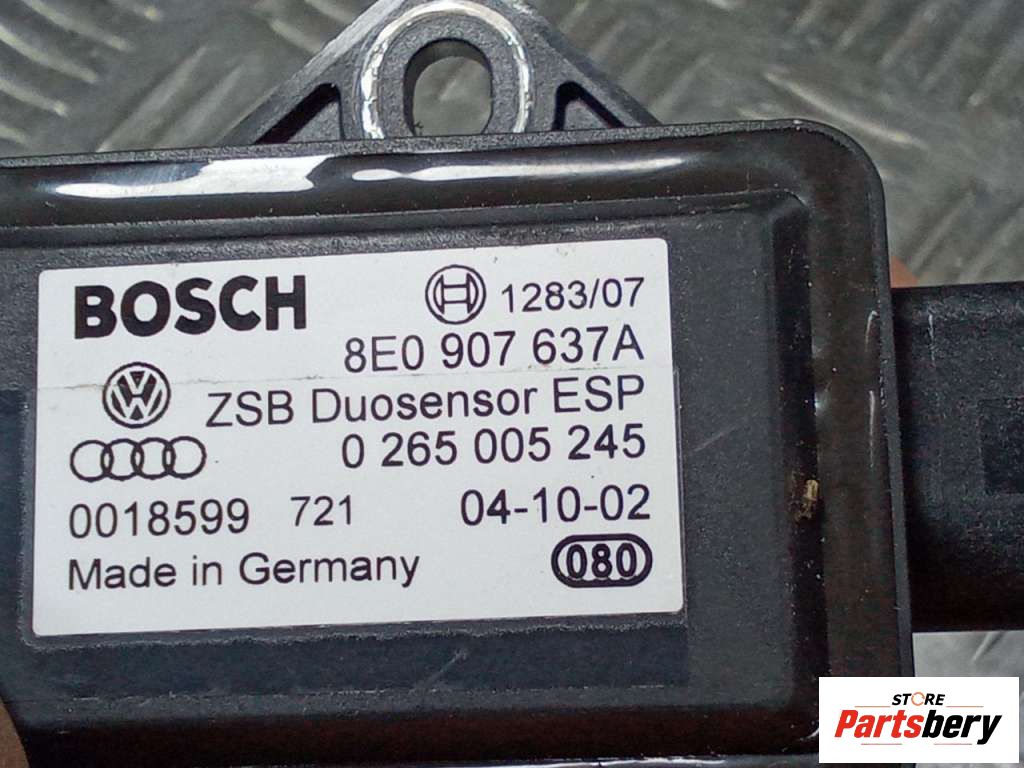 BOSCH
1283/07
8E0 907 637A
ZSB Duosensor ESP
0 265 005 245
0018599 721 04-10-02
Made in Germany
080
STORE
Partsbery